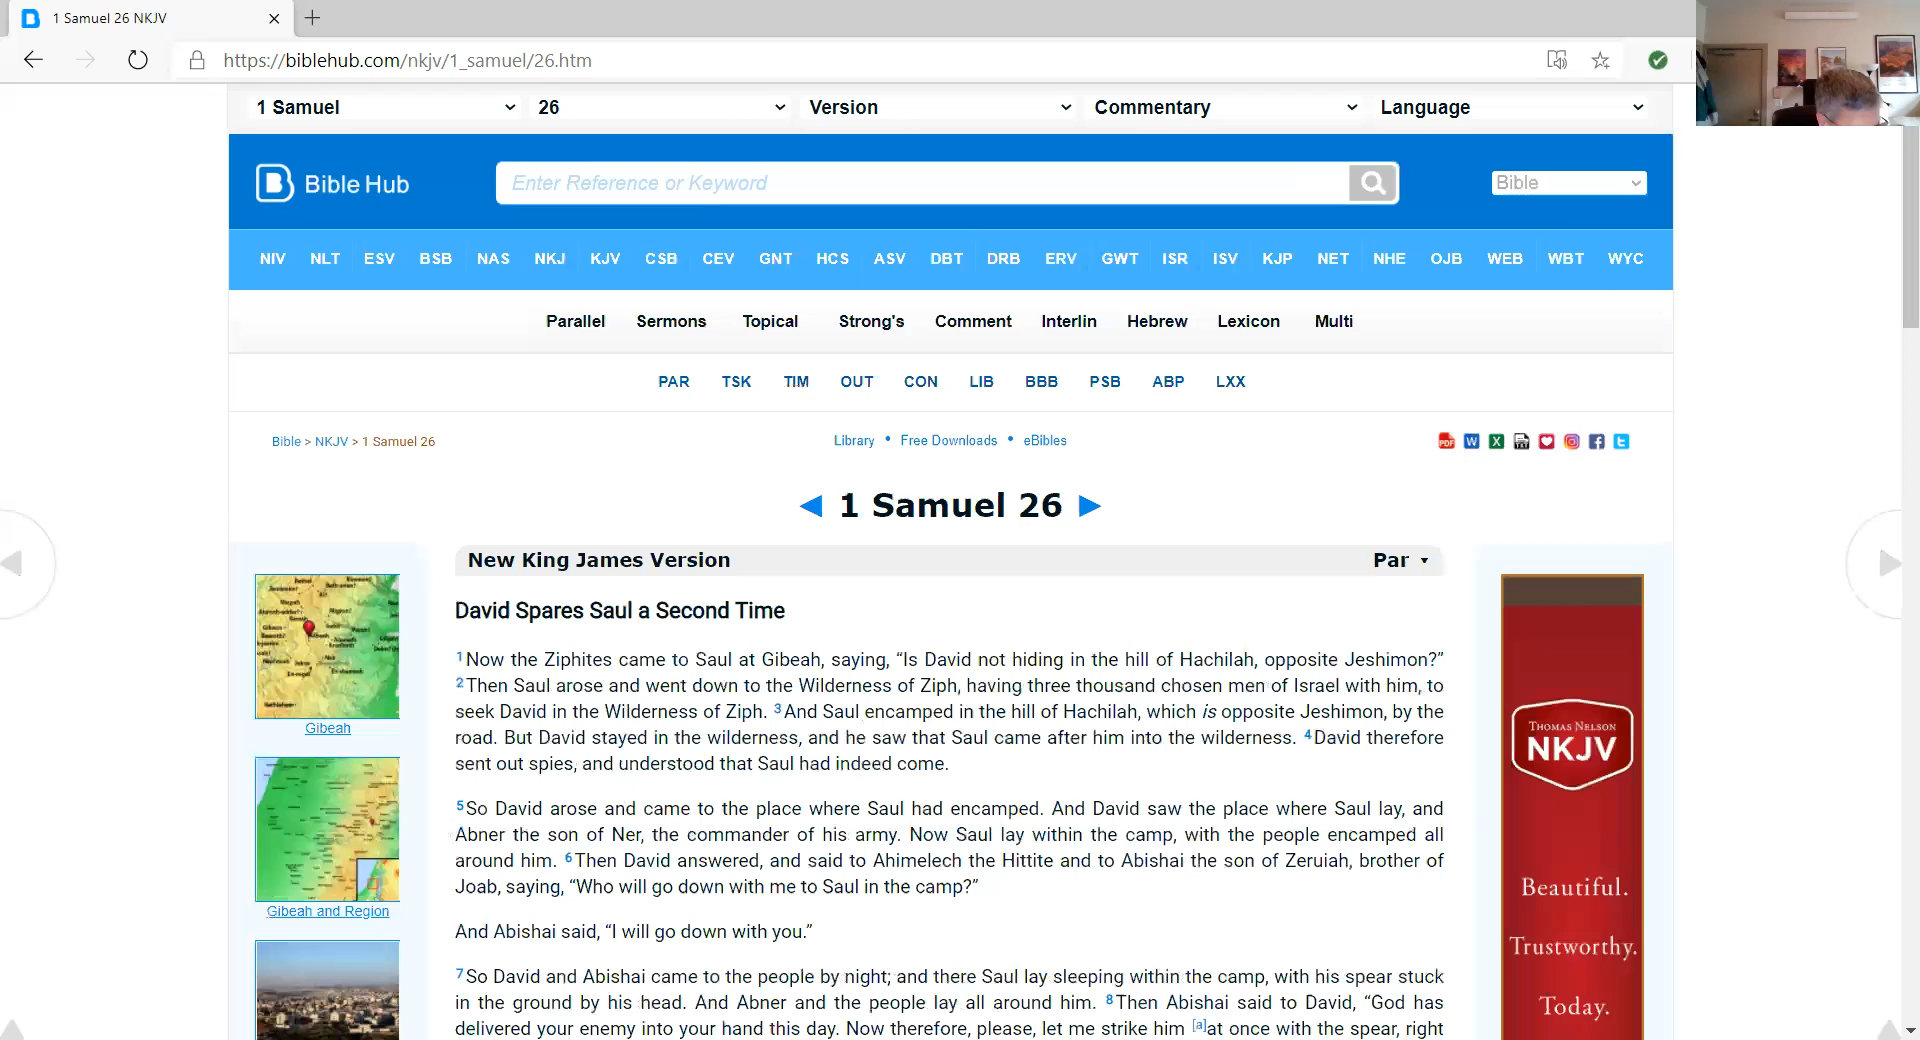 1 Samuel 26 NKJV
https://biblehub.com/nkjv/1_samuel/26.htm
1 Samuel 26 Version Commentary Language
Bible Hub Enter Reference or Keyword Bible
NIV NLT ESV BSB NAS NKJ KJV CSB CEV GNT HCS ASV DBT DRB ERV GWT ISR ISV KJP NET NHE OJB WEB WBT WYC
Parallel Sermons Topical Strong's Comment Interlin Hebrew Lexicon Multi
PAR TSK TIM OUT CON LIB BBB PSB ABP LXX
Bible > NKJV > 1 Samuel 26 Library • Free Downloads • eBibles
◄ 1 Samuel 26 ►
New King James Version Par ▾
David Spares Saul a Second Time
1Now the Ziphites came to Saul at Gibeah, saying, “Is David not hiding in the hill of Hachilah, opposite Jeshimon?”
2Then Saul arose and went down to the Wilderness of Ziph, having three thousand chosen men of Israel with him, to
seek David in the Wilderness of Ziph. 3And Saul encamped in the hill of Hachilah, which is opposite Jeshimon, by the
road. But David stayed in the wilderness, and he saw that Saul came after him into the wilderness. 4David therefore
sent out spies, and understood that Saul had indeed come.
5So David arose and came to the place where Saul had encamped. And David saw the place where Saul lay, and
Abner the son of Ner, the commander of his army. Now Saul lay within the camp, with the people encamped all
around him. 6Then David answered, and said to Ahimelech the Hittite and to Abishai the son of Zeruiah, brother of
Joab, saying, “Who will go down with me to Saul in the camp?”
And Abishai said, “I will go down with you.”
7So David and Abishai came to the people by night; and there Saul lay sleeping within the camp, with his spear stuck
in the ground by his head. And Abner and the people lay all around him. 8Then Abishai said to David, “God has
delivered your enemy into your hand this day. Now therefore, please, let me strike him [a]at once with the spear, right
Gibeah
Gibeah and Region
THOMAS NELSON
NKJV
Beautiful.
Trustworthy.
Today.